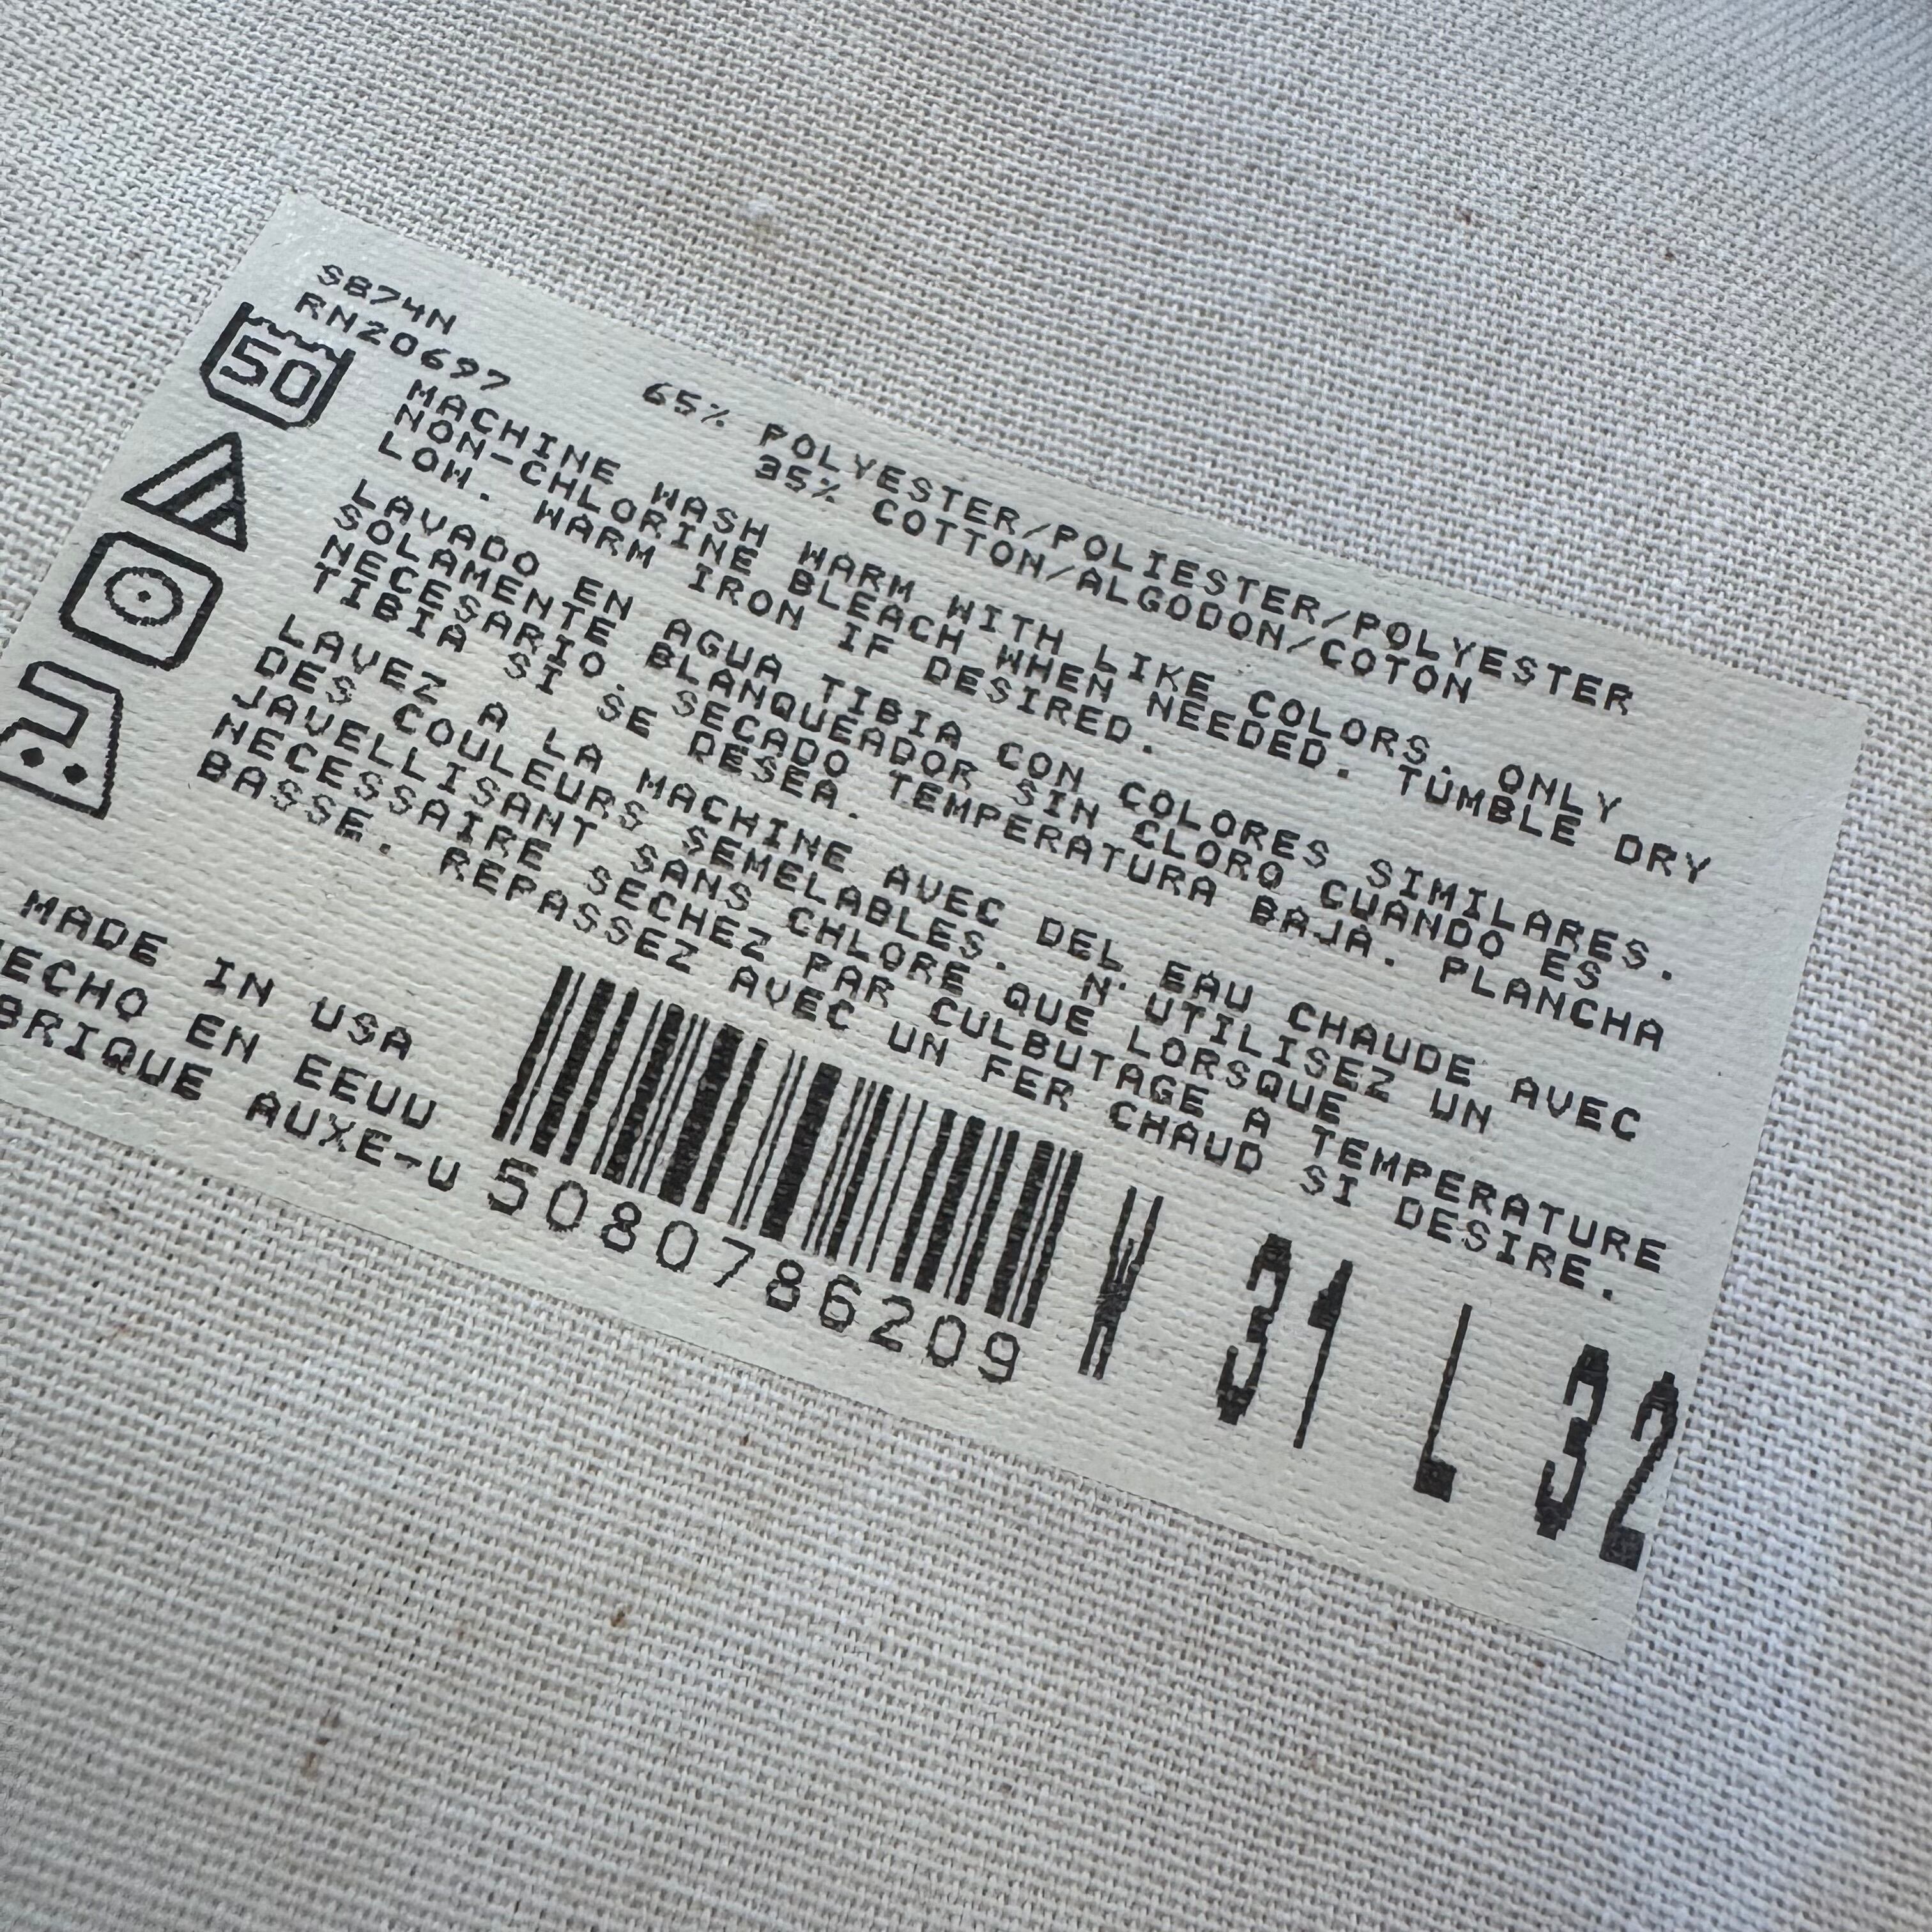 S874N
RN20697
50
65% POLYESTER/POLIESTER/POLYESTER
35% COTTON/ALGODON/COTON
MACHINE WASH WARM WITH LIKE COLORS. ONLY
NON-CHLORINE BLEACH WHEN NEEDED. TUMBLE DRY
LOW. WARM IRON IF DESIRED.
LAVADO EN AGUA TIBIA CON COLORES SIMILARES.
SOLAMENTE BLANQUEADOR SIN CLORO CUANDO ES
NECESARIO. SECADO TEMPERATURA BAJA. PLANCHA
TIBIA SI SE DESEA.
LAVEZ A LA MACHINE AVEC DEL EAU CHAUDE AVEC
DES COULEURS SEMELABLES. N'UTILISEZ UN
JAVELLISANT SANS CHLORE QUE LORSQUE
NECESSAIRE SECHEZ PAR CULBUTAGE A TEMPERATURE
BASSE. REPASSEZ AVEC UN FER CHAUD SI DESIRE.
MADE IN USA
ECHO EN EEUU
BRIQUE AUXE-U
5080786209
W 31 L 32